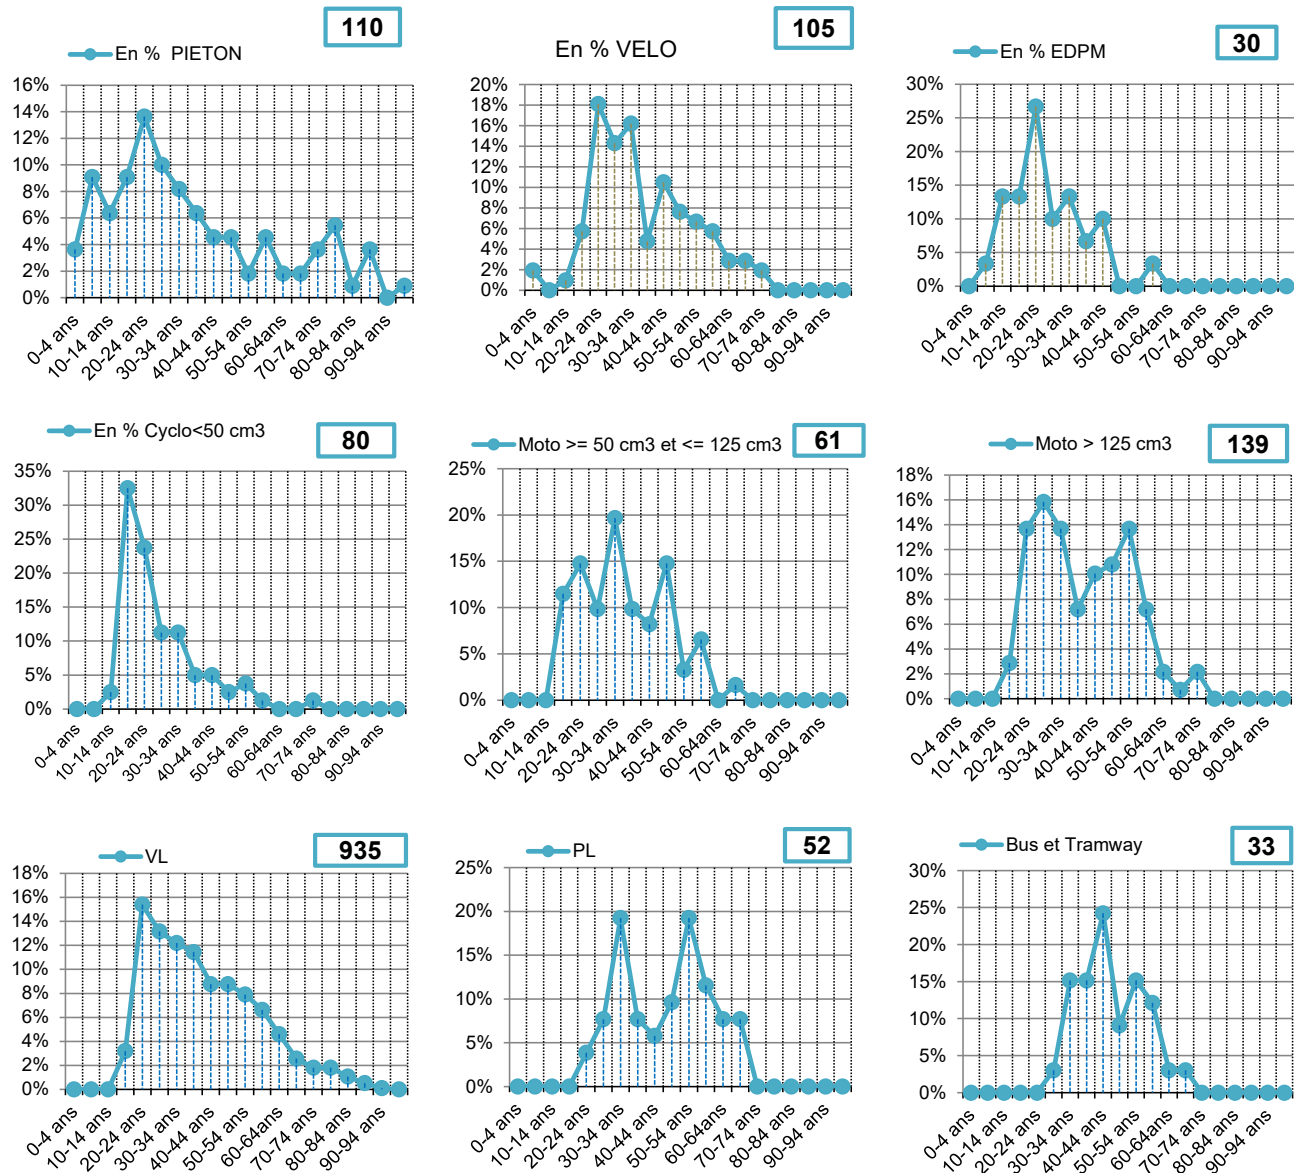 110
En % PIETON
16%
14%
12%
10%
8%
6%
4%
2%
0%
0-4 ans
10-14 ans
20-24 ans
30-34 ans
40-44 ans
50-54 ans
60-64ans
70-74 ans
80-84 ans
90-94 ans
105
En % VELO
20%
18%
16%
14%
12%
10%
8%
6%
4%
2%
0%
0-4 ans
10-14 ans
20-24 ans
30-34 ans
40-44 ans
50-54 ans
60-64ans
70-74 ans
80-84 ans
90-94 ans
30
En % EDPM
30%
25%
20%
15%
10%
5%
0%
0-4 ans
10-14 ans
20-24 ans
30-34 ans
40-44 ans
50-54 ans
60-64 ans
70-74 ans
80-84 ans
90-94 ans
80
En % Cyclo<50 cm3
35%
30%
25%
20%
15%
10%
5%
0%
0-4 ans
10-14 ans
20-24 ans
30-34 ans
40-44 ans
50-54 ans
60-64ans
70-74 ans
80-84 ans
90-94 ans
61
Moto >= 50 cm3 et <= 125 cm3
25%
20%
15%
10%
5%
0%
0-4 ans
10-14 ans
20-24 ans
30-34 ans
40-44 ans
50-54 ans
60-64ans
70-74 ans
80-84 ans
90-94 ans
139
Moto > 125 cm3
18%
16%
14%
12%
10%
8%
6%
4%
2%
0%
0-4 ans
10-14 ans
20-24 ans
30-34 ans
40-44 ans
50-54 ans
60-64ans
70-74 ans
80-84 ans
90-94 ans
935
VL
18%
16%
14%
12%
10%
8%
6%
4%
2%
0%
0-4 ans
10-14 ans
20-24 ans
30-34 ans
40-44 ans
50-54 ans
60-64ans
70-74 ans
80-84 ans
90-94 ans
52
PL
25%
20%
15%
10%
5%
0%
0-4 ans
10-14 ans
20-24 ans
30-34 ans
40-44 ans
50-54 ans
60-64ans
70-74 ans
80-84 ans
90-94 ans
33
Bus et Tramway
30%
25%
20%
15%
10%
5%
0%
0-4 ans
10-14 ans
20-24 ans
30-34 ans
40-44 ans
50-54 ans
60-64 ans
70-74 ans
80-84 ans
90-94 ans